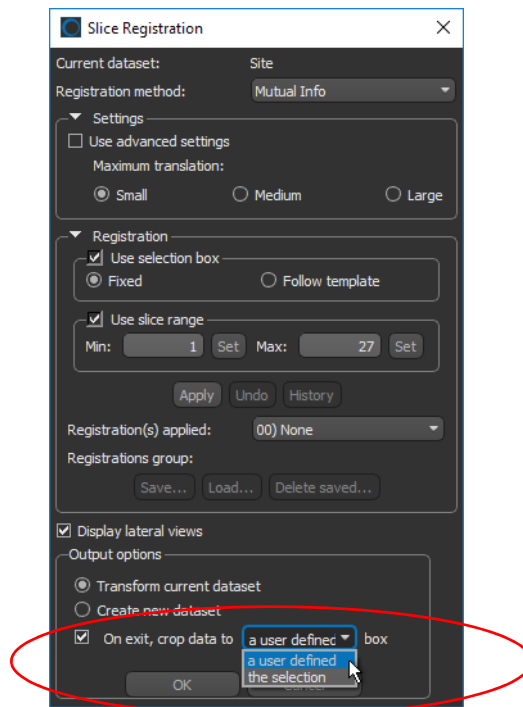 Slice Registration
Current dataset: Site
Registration method: Mutual Info
Settings
Use advanced settings
Maximum translation:
Small Medium Large
Registration
Use selection box
Fixed Follow template
Use slice range
Min: 1 Set Max: 27 Set
Apply Undo History
Registration(s) applied: 00) None
Registrations group:
Save... Load... Delete saved...
Display lateral views
Output options
Transform current dataset
Create new dataset
On exit, crop data to a user defined box
a user defined
the selection
OK